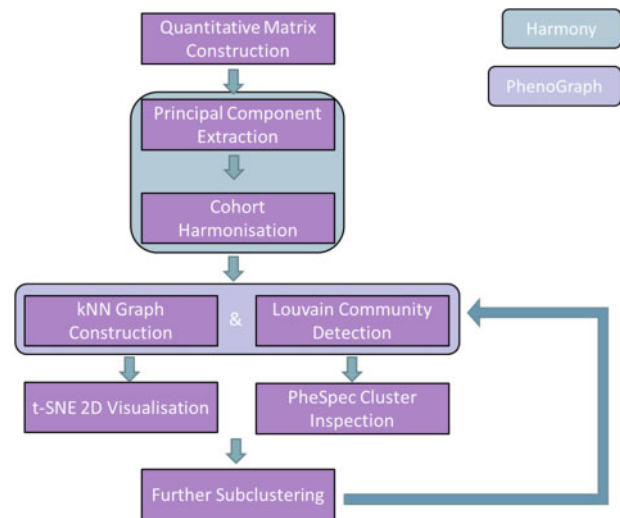 Quantitative Matrix
Construction
Harmony
PhenoGraph
Principal Component
Extraction
Cohort
Harmonisation
kNN Graph
Construction
&
Louvain Community
Detection
t-SNE 2D Visualisation
PheSpec Cluster
Inspection
Further Subclustering